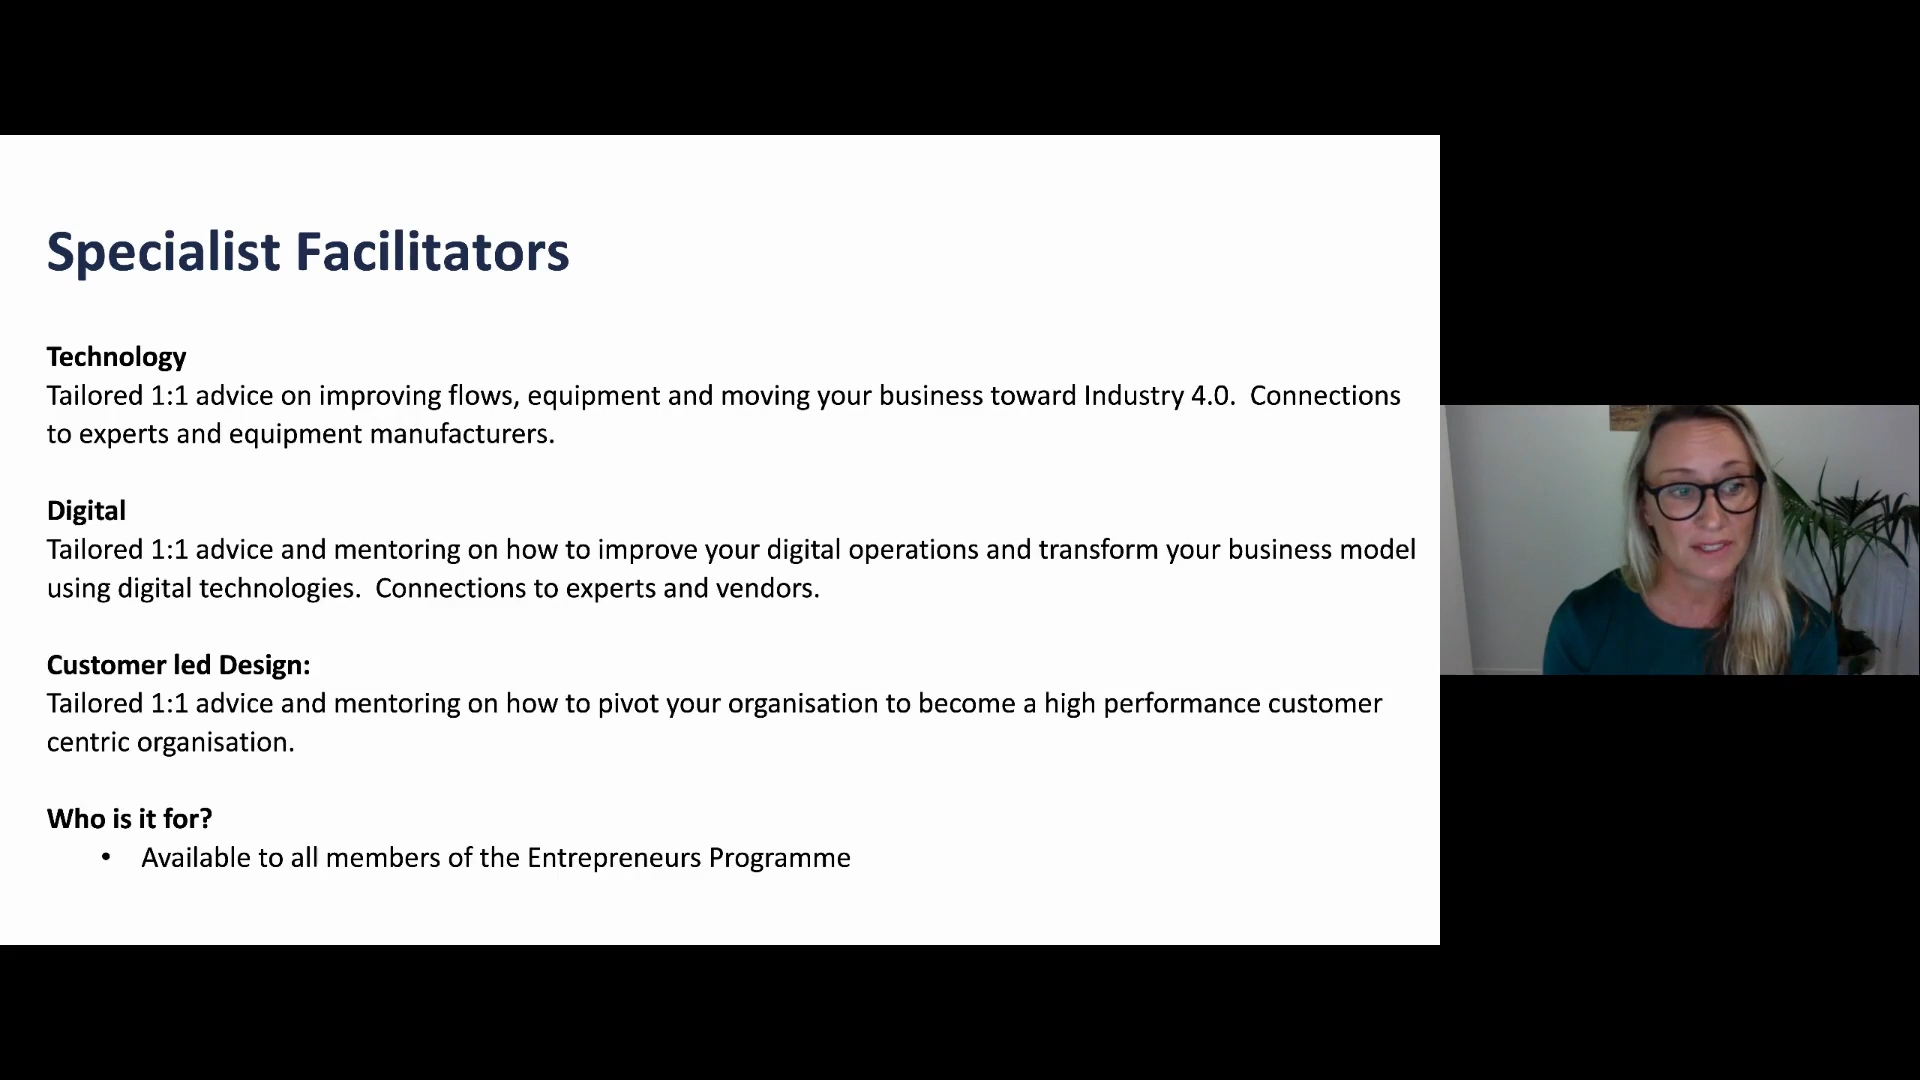 Specialist Facilitators
Technology
Tailored 1:1 advice on improving flows, equipment and moving your business toward Industry 4.0.  Connections
to experts and equipment manufacturers.
Digital
Tailored 1:1 advice and mentoring on how to improve your digital operations and transform your business model
using digital technologies.  Connections to experts and vendors.
Customer led Design:
Tailored 1:1 advice and mentoring on how to pivot your organisation to become a high performance customer
centric organisation.
Who is it for?
• Available to all members of the Entrepreneurs Programme